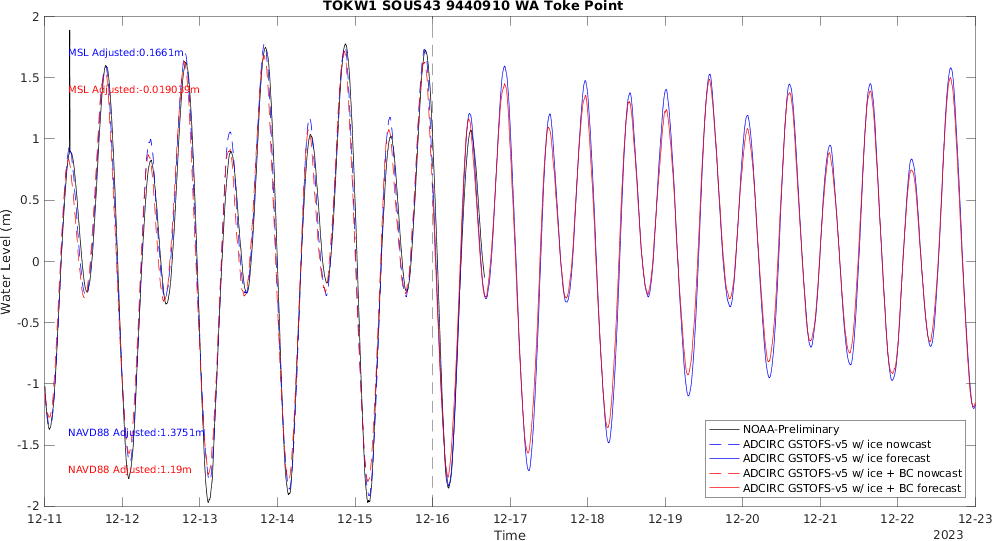 TOKW1 SOUS43 9440910 WA Toke Point
2
1.5
1
0.5
0
-0.5
-1
-1.5
-2
Water Level (m)
MSL Adjusted:0.1661m
MSL Adjusted:-0.019039m
NAVD88 Adjusted:1.3751m
NAVD88 Adjusted:1.19m
NOAA-Preliminary
ADCIRC GSTOFS-v5 w/ ice nowcast
ADCIRC GSTOFS-v5 w/ ice forecast
ADCIRC GSTOFS-v5 w/ ice + BC nowcast
ADCIRC GSTOFS-v5 w/ ice + BC forecast
12-11 12-12 12-13 12-14 12-15 12-16 12-17 12-18 12-19 12-20 12-21 12-22 12-23
Time
2023